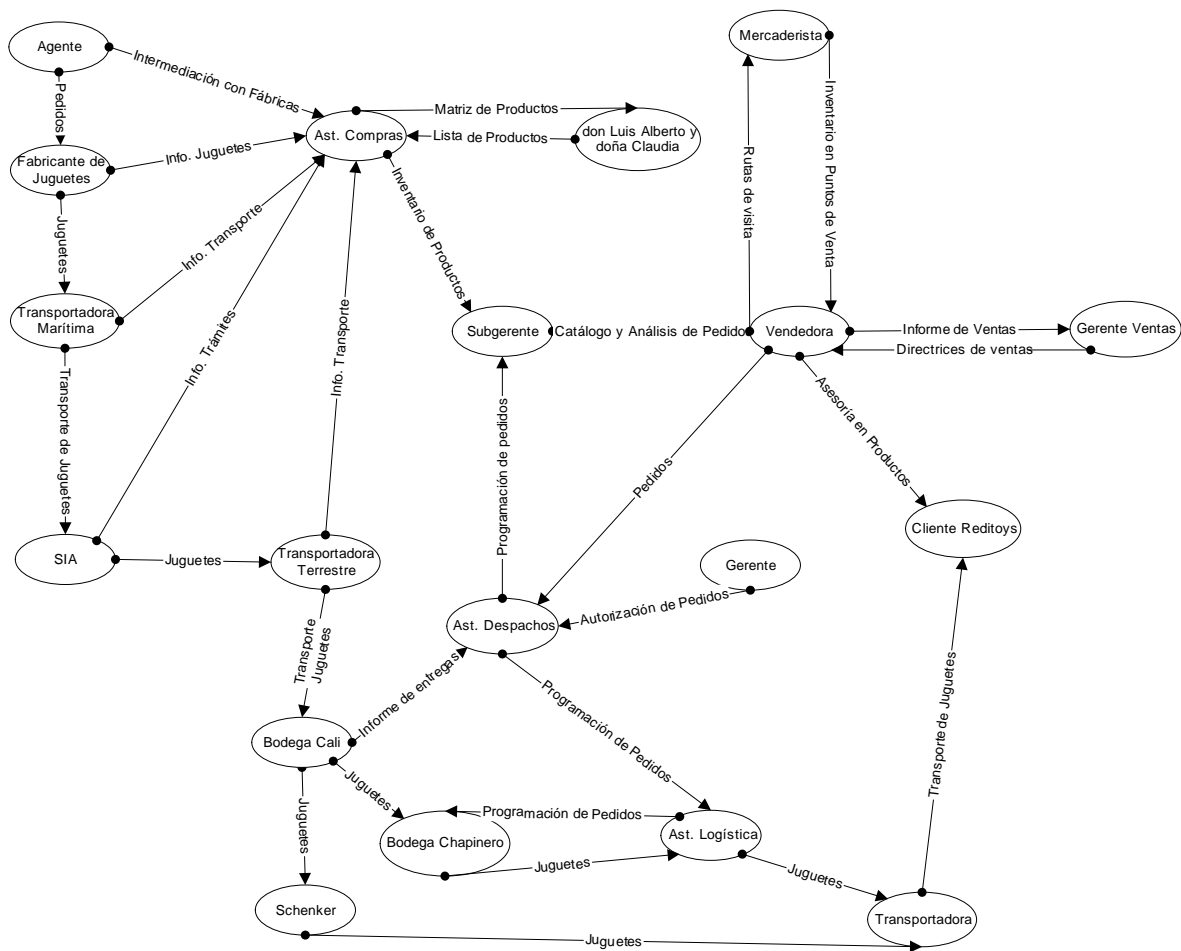 Mercaderista
Agente
Intermediación con Fábricas
Pedidos
Matriz de Productos
Ast. Compras
Lista de Productos
don Luis Alberto y
doña Claudia
Fabricante de
Juguetes
Info. Juguetes
Rutas de visita
Inventario en Puntos de Venta
Inventario de Productos
Juguetes
Info. Transporte
Transportadora
Marítima
Info. Trámites
Info. Transporte
Subgerente
Catálogo y Análisis de Pedido
Vendedora
Informe de Ventas
Directrices de ventas
Gerente Ventas
Transporte de Juguetes
Programación de pedidos
Pedidos
Asesoría en Productos
Cliente Reditoys
SIA
Juguetes
Transportadora
Terrestre
Gerente
Autorización de Pedidos
Ast. Despachos
Transporte
Juguetes
Informe de entregas
Programación de Pedidos
Transporte de Juguetes
Bodega Cali
Juguetes
Juguetes
Programación de Pedidos
Bodega Chapinero
Juguetes
Ast. Logística
Juguetes
Schenker
Transportadora
Juguetes